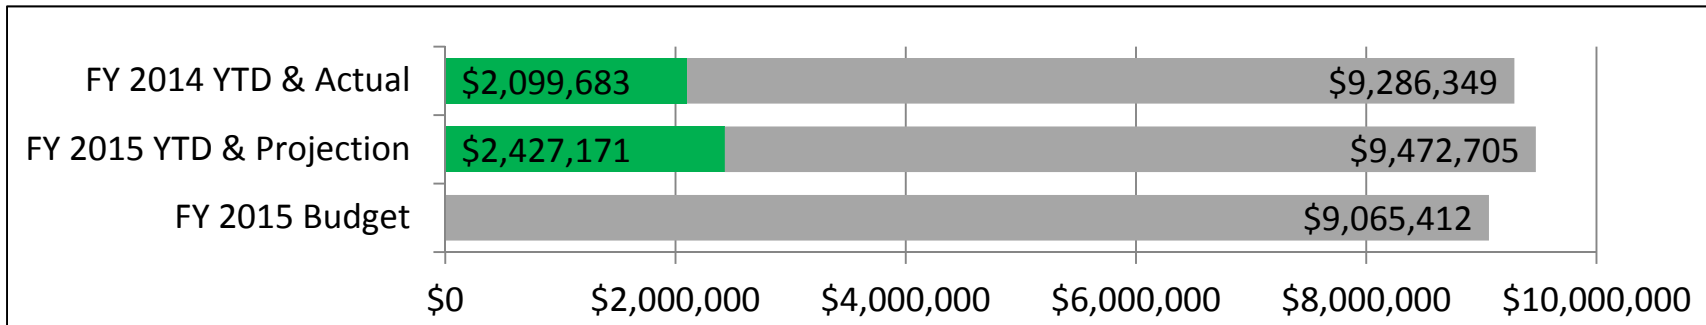 FY 2014 YTD & Actual $2,099,683 $9,286,349
FY 2015 YTD & Projection $2,427,171 $9,472,705
FY 2015 Budget $9,065,412
$0 $2,000,000 $4,000,000 $6,000,000 $8,000,000 $10,000,000